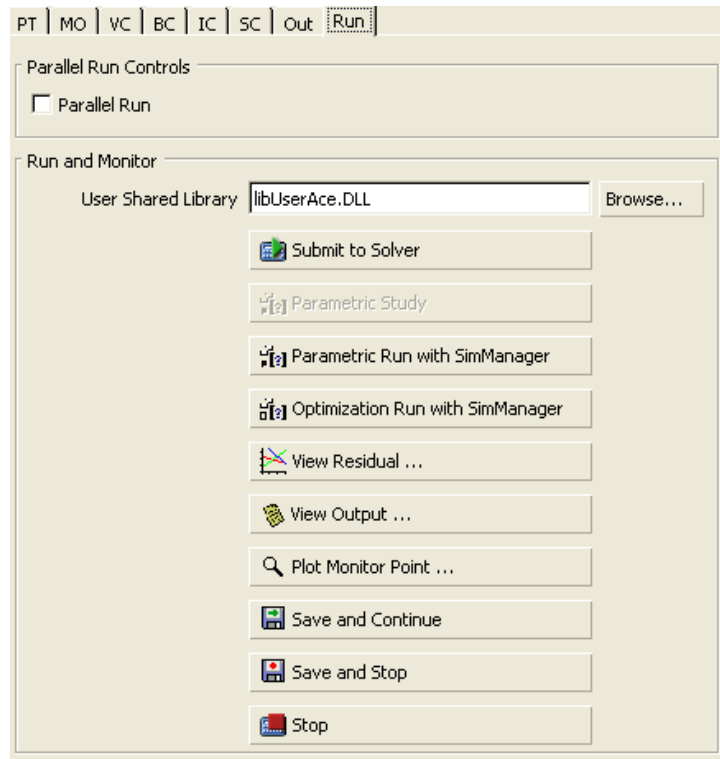 PT MO VC BC IC SC Out Run
Parallel Run Controls
Parallel Run
Run and Monitor
User Shared Library libUserAce.DLL Browse...
Submit to Solver
Parametric Study
Parametric Run with SimManager
Optimization Run with SimManager
View Residual ...
View Output ...
Plot Monitor Point ...
Save and Continue
Save and Stop
Stop